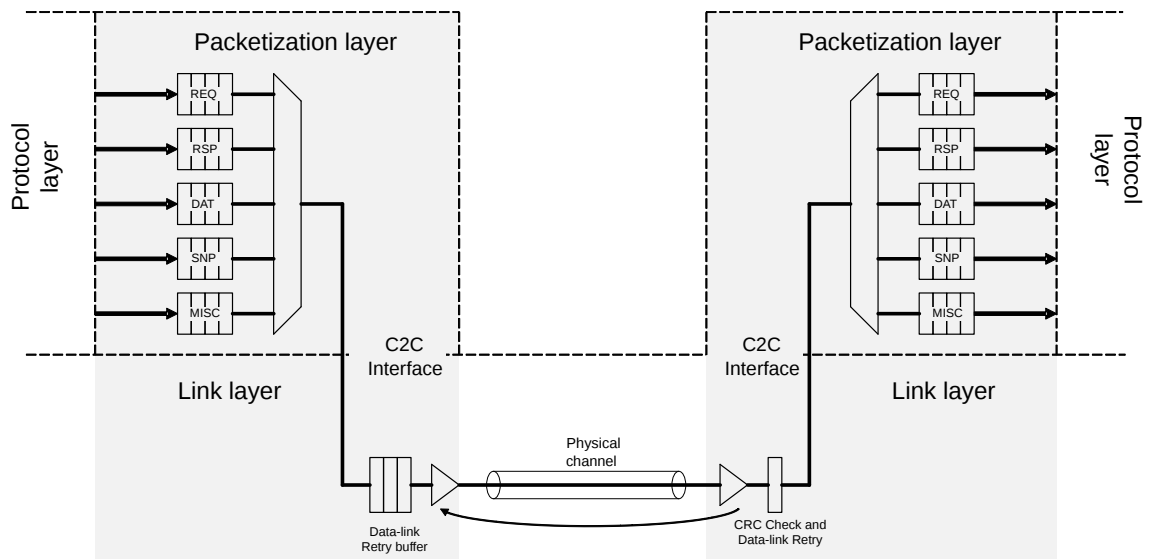 Packetization layer
Packetization layer
Protocol
layer
REQ
RSP
DAT
SNP
MISC
REQ
RSP
DAT
SNP
MISC
Protocol
layer
C2C
Interface
C2C
Interface
Link layer
Link layer
Physical
channel
Data-link
Retry buffer
CRC Check and
Data-link Retry